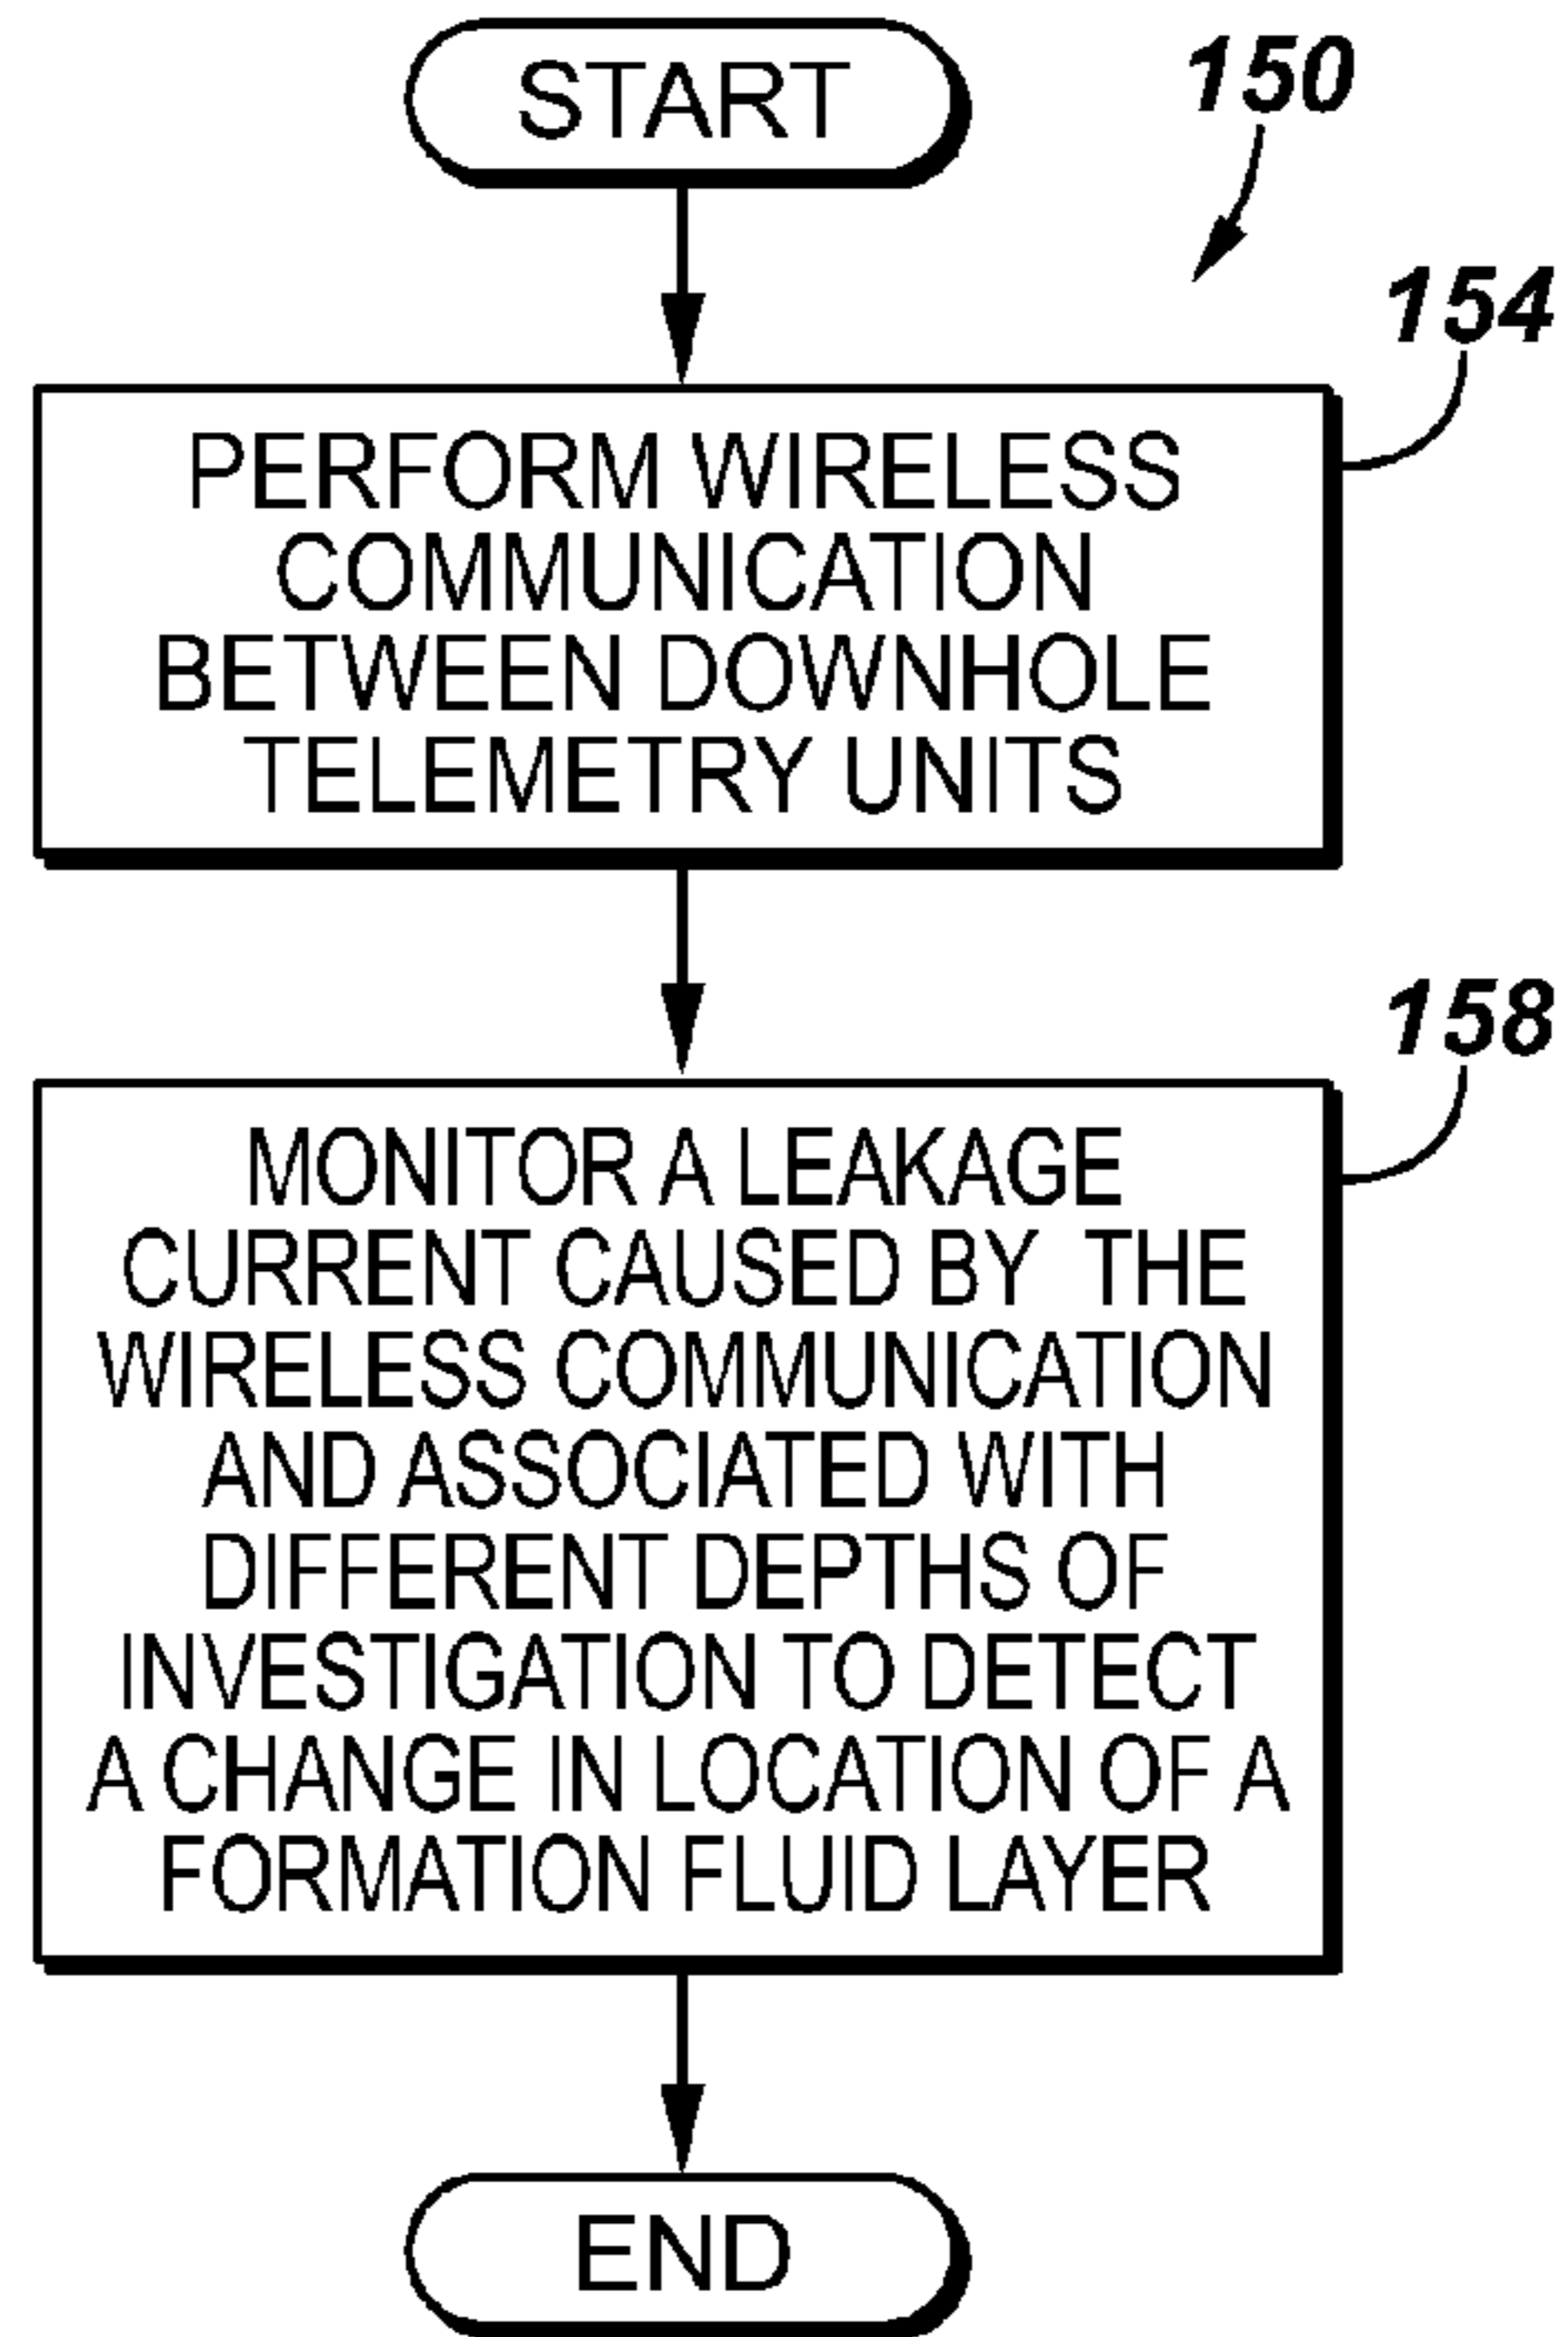 START
150
154
PERFORM WIRELESS
COMMUNICATION
BETWEEN DOWNHOLE
TELEMETRY UNITS
158
MONITOR A LEAKAGE
CURRENT CAUSED BY THE
WIRELESS COMMUNICATION
AND ASSOCIATED WITH
DIFFERENT DEPTHS OF
INVESTIGATION TO DETECT
A CHANGE IN LOCATION OF A
FORMATION FLUID LAYER
END